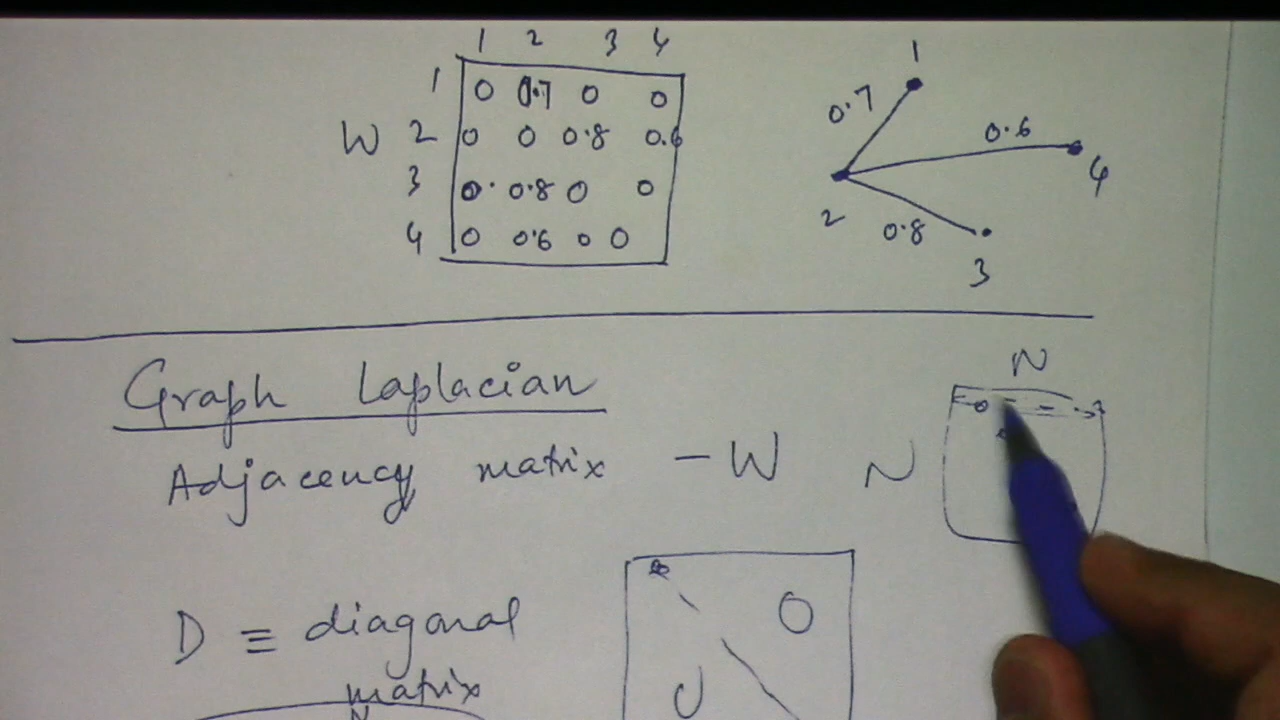 1 2 3 4
1 0 0.7 0 0
W 2 0 0 0.8 0.6
3 0. 0.8 0 0
4 0 0.6 0 0
1
0.7
0.6
4
2
0.8
3
Graph Laplacian
N
Adjacency matrix - W N
D ≡ diagonal
matrix
0
N